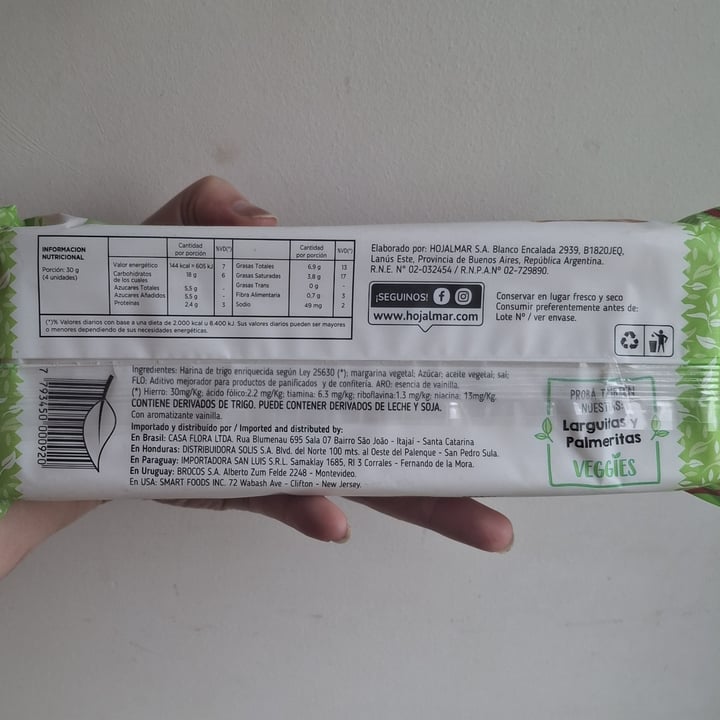 INFORMACION NUTRICIONAL
Porción: 30 g
(4 unidades)
Cantidad por porción %VD(*) Cantidad por porción %VD(*)
Valor energético 144 kcal = 605 kJ 7 Grasas Totales 6,9 g 13
Carbohidratos de los cuales 18 g 6 Grasas Saturadas 3,8 g 17
Azucares Totales 5,5 g - Grasas Trans 0 g -
Azucares Añadidos 5,5 g - Fibra Alimentaria 0,7 g 3
Proteinas 2,4 g 3 Sodio 49 mg 2
(*)% Valores diarios con base a una dieta de 2.000 kcal u 8.400 kJ. Sus valores diarios pueden ser mayores
o menores dependiendo de sus necesidades energéticas.
Elaborado por: HOJALMAR S.A. Blanco Encalada 2939, B1820JEQ,
Lanús Este, Provincia de Buenos Aires, República Argentina.
R.N.E. N° 02-032454 / R.N.P.A Nº 02-729890.
¡SEGUINOS!
www.hojalmar.com
Conservar en lugar fresco y seco
Consumir preferentemente antes de:
Lote Nº / ver envase.
7 793450 000920
Ingredientes: Harina de trigo enriquecida según Ley 25630 (*); margarina vegetal; Azúcar; aceite vegetal; sal;
FLO: Aditivo mejorador para productos de panificados y de confitería. ARO: esencia de vainilla.
(*) Hierro: 30mg/Kg; ácido fólico:2.2 mg/Kg; tiamina: 6.3 mg/kg; riboflavina:1.3 mg/kg; niacina; 13mg/Kg.
CONTIENE DERIVADOS DE TRIGO. PUEDE CONTENER DERIVADOS DE LECHE Y SOJA.
Con aromatizante vainilla.
Importado y distribuido por / Imported and distributed by:
En Brasil: CASA FLORA LTDA. Rua Blumenau 695 Sala 07 Bairro São João - Itajaí - Santa Catarina
En Honduras: DISTRIBUIDORA SOLIS S.A. Blvd. del Norte 100 mts. al Oeste del Palenque - San Pedro Sula.
En Paraguay: IMPORTADORA SAN LUIS S.R.L. Samaklay 1685, RI 3 Corrales - Fernando de la Mora.
En Uruguay: BROCOS S.A. Alberto Zum Felde 2248 - Montevideo.
En USA: SMART FOODS INC. 72 Wabash Ave - Clifton - New Jersey.
PROBÁ
NUESTAS:
Larguitas y
Palmeritas
VEGGIES